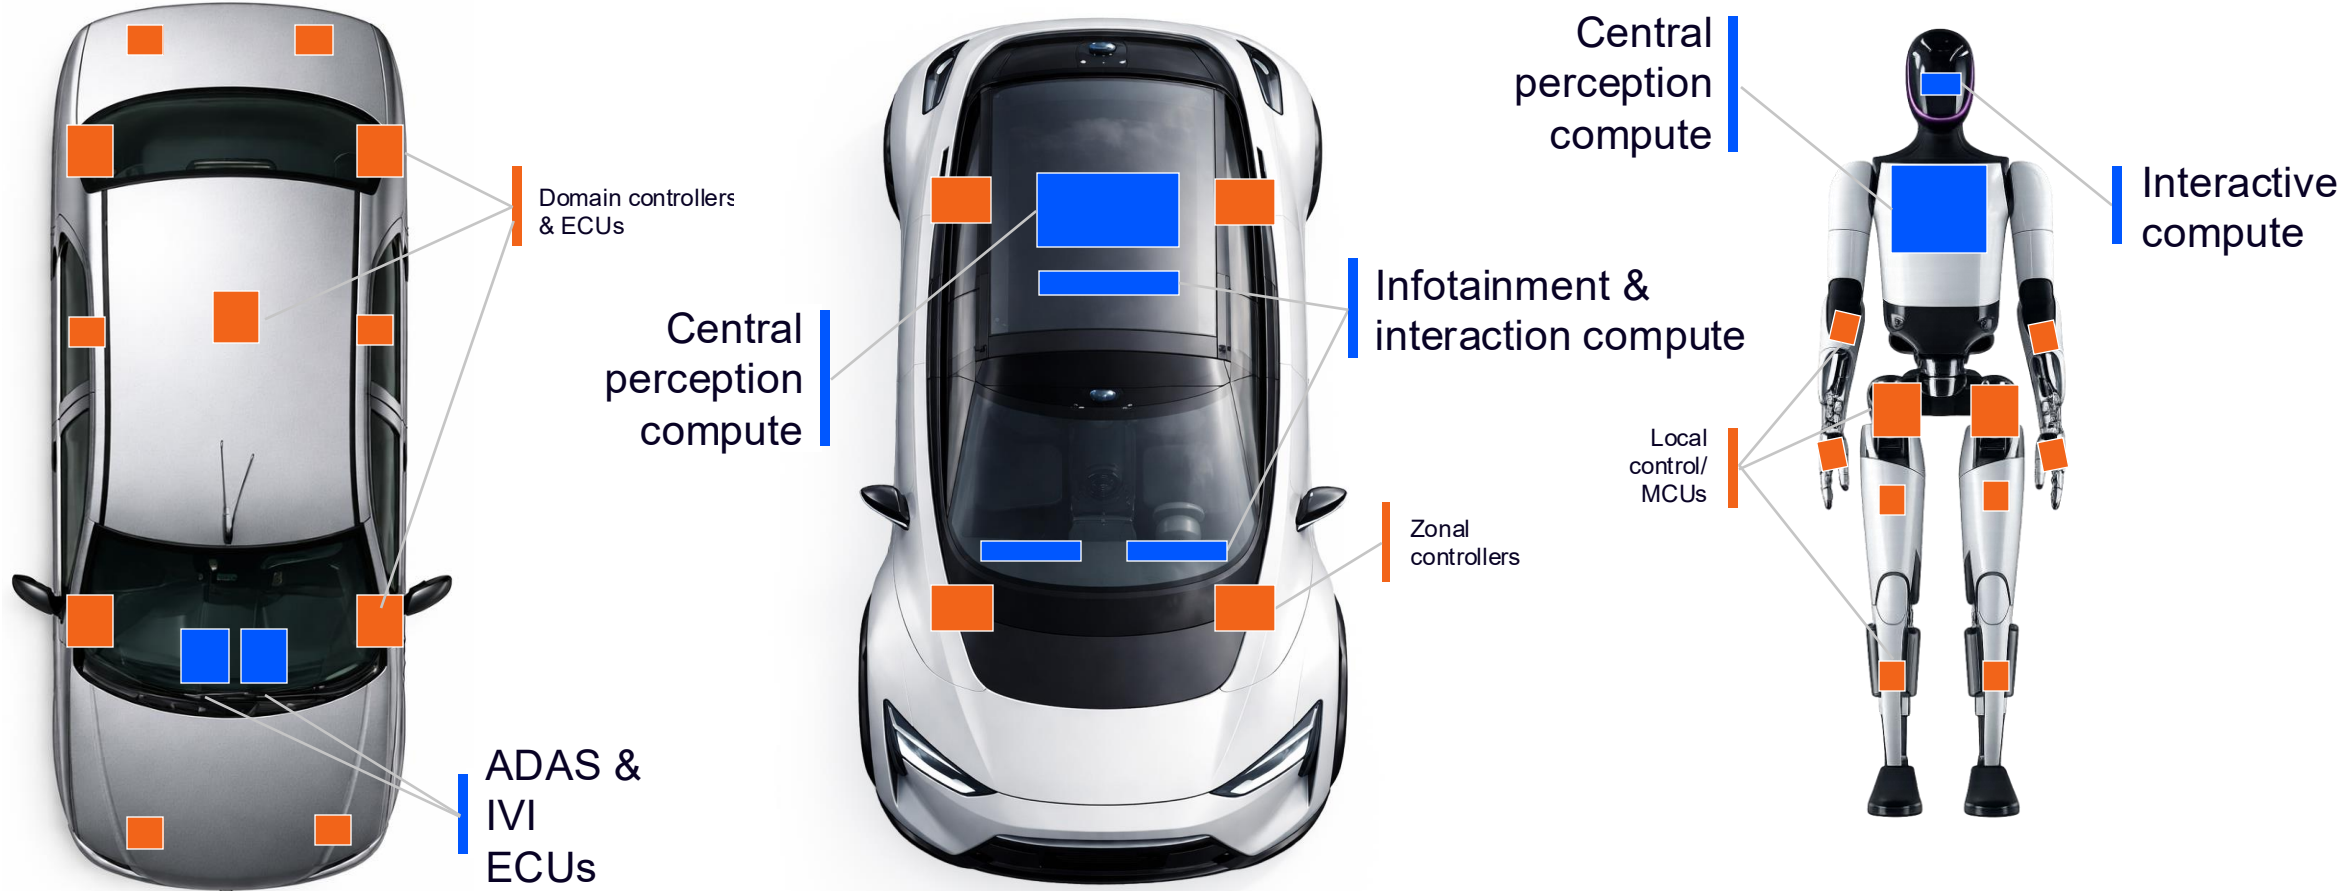 Domain controllers
& ECUs
ADAS &
IVI
ECUs
Central
perception
compute
Infotainment &
interaction compute
Zonal
controllers
Central
perception
compute
Interactive
compute
Local
control/
MCUs